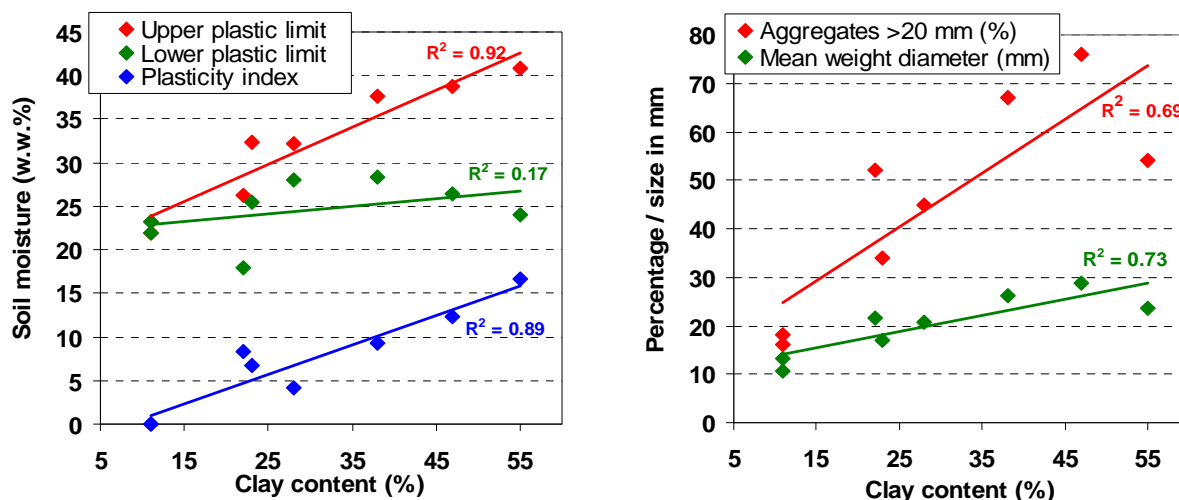 Upper plastic limit
Lower plastic limit
Plasticity index
R² = 0.92
R² = 0.17
R² = 0.89
45
40
35
30
25
20
15
10
5
0
Soil moisture (w.w.%)
5 15 25 35 45 55
Clay content (%)
Aggregates >20 mm (%)
Mean weight diameter (mm)
R² = 0.69
R² = 0.73
80
70
60
50
40
30
20
10
0
Percentage / size in mm
5 15 25 35 45 55
Clay content (%)